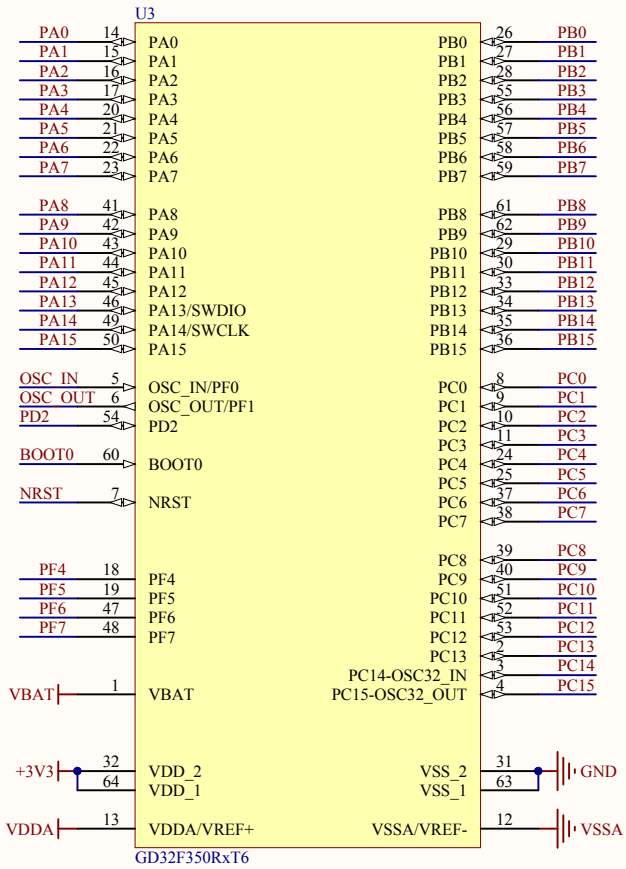 U3
PA0 14 PA0 PB0 26 PB0
PA1 15 PA1 PB1 27 PB1
PA2 16 PA2 PB2 28 PB2
PA3 17 PA3 PB3 55 PB3
PA4 20 PA4 PB4 56 PB4
PA5 21 PA5 PB5 57 PB5
PA6 22 PA6 PB6 58 PB6
PA7 23 PA7 PB7 59 PB7
PA8 41 PA8 PB8 61 PB8
PA9 42 PA9 PB9 62 PB9
PA10 43 PA10 PB10 29 PB10
PA11 44 PA11 PB11 30 PB11
PA12 45 PA12 PB12 33 PB12
PA13 46 PA13/SWDIO PB13 34 PB13
PA14 49 PA14/SWCLK PB14 35 PB14
PA15 50 PA15 PB15 36 PB15
OSC_IN 5 OSC_IN/PF0 PC0 8 PC0
OSC_OUT 6 OSC_OUT/PF1 PC1 9 PC1
PD2 54 PD2 PC2 10 PC2
PC3 11 PC3
BOOT0 60 BOOT0 PC4 24 PC4
PC5 25 PC5
NRST 7 NRST PC6 37 PC6
PC7 38 PC7
PC8 39 PC8
PF4 18 PF4 PC9 40 PC9
PF5 19 PF5 PC10 51 PC10
PF6 47 PF6 PC11 52 PC11
PF7 48 PF7 PC12 53 PC12
PC13 2 PC13
PC14-OSC32_IN 3 PC14
VBAT 1 VBAT PC15-OSC32_OUT 4 PC15
+3V3 32 VDD_2 VSS_2 31 GND
64 VDD_1 VSS_1 63
VDDA 13 VDDA/VREF+ VSSA/VREF- 12 VSSA
GD32F350RxT6